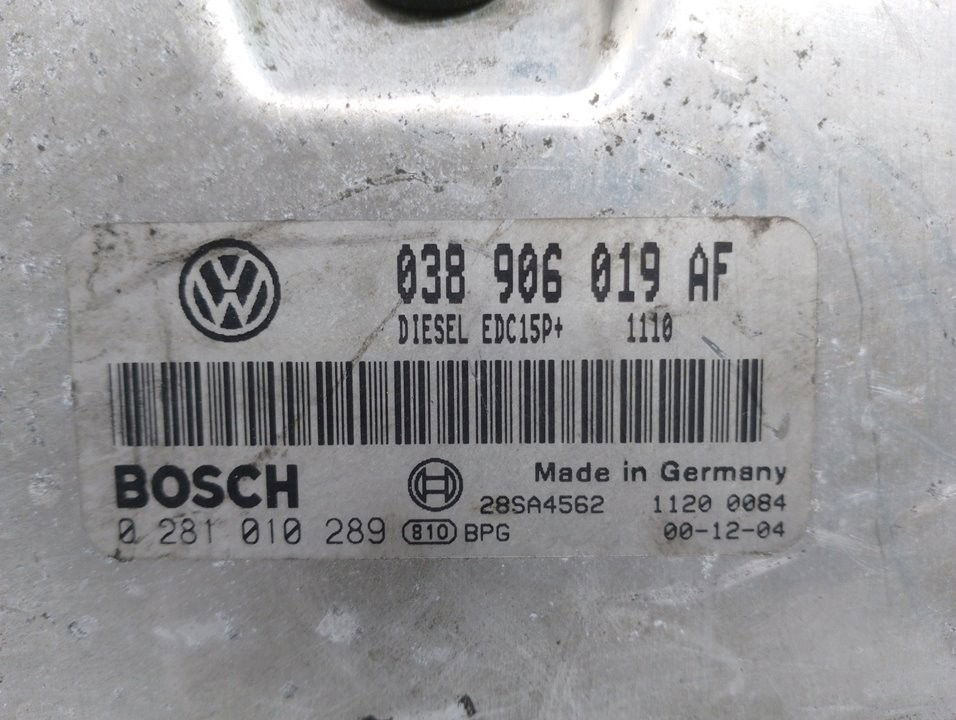 038 906 019 AF
DIESEL EDC15P+ 1110
BOSCH Made in Germany
28SA4562 1120 0084
0 281 010 289 810 BPG 00-12-04